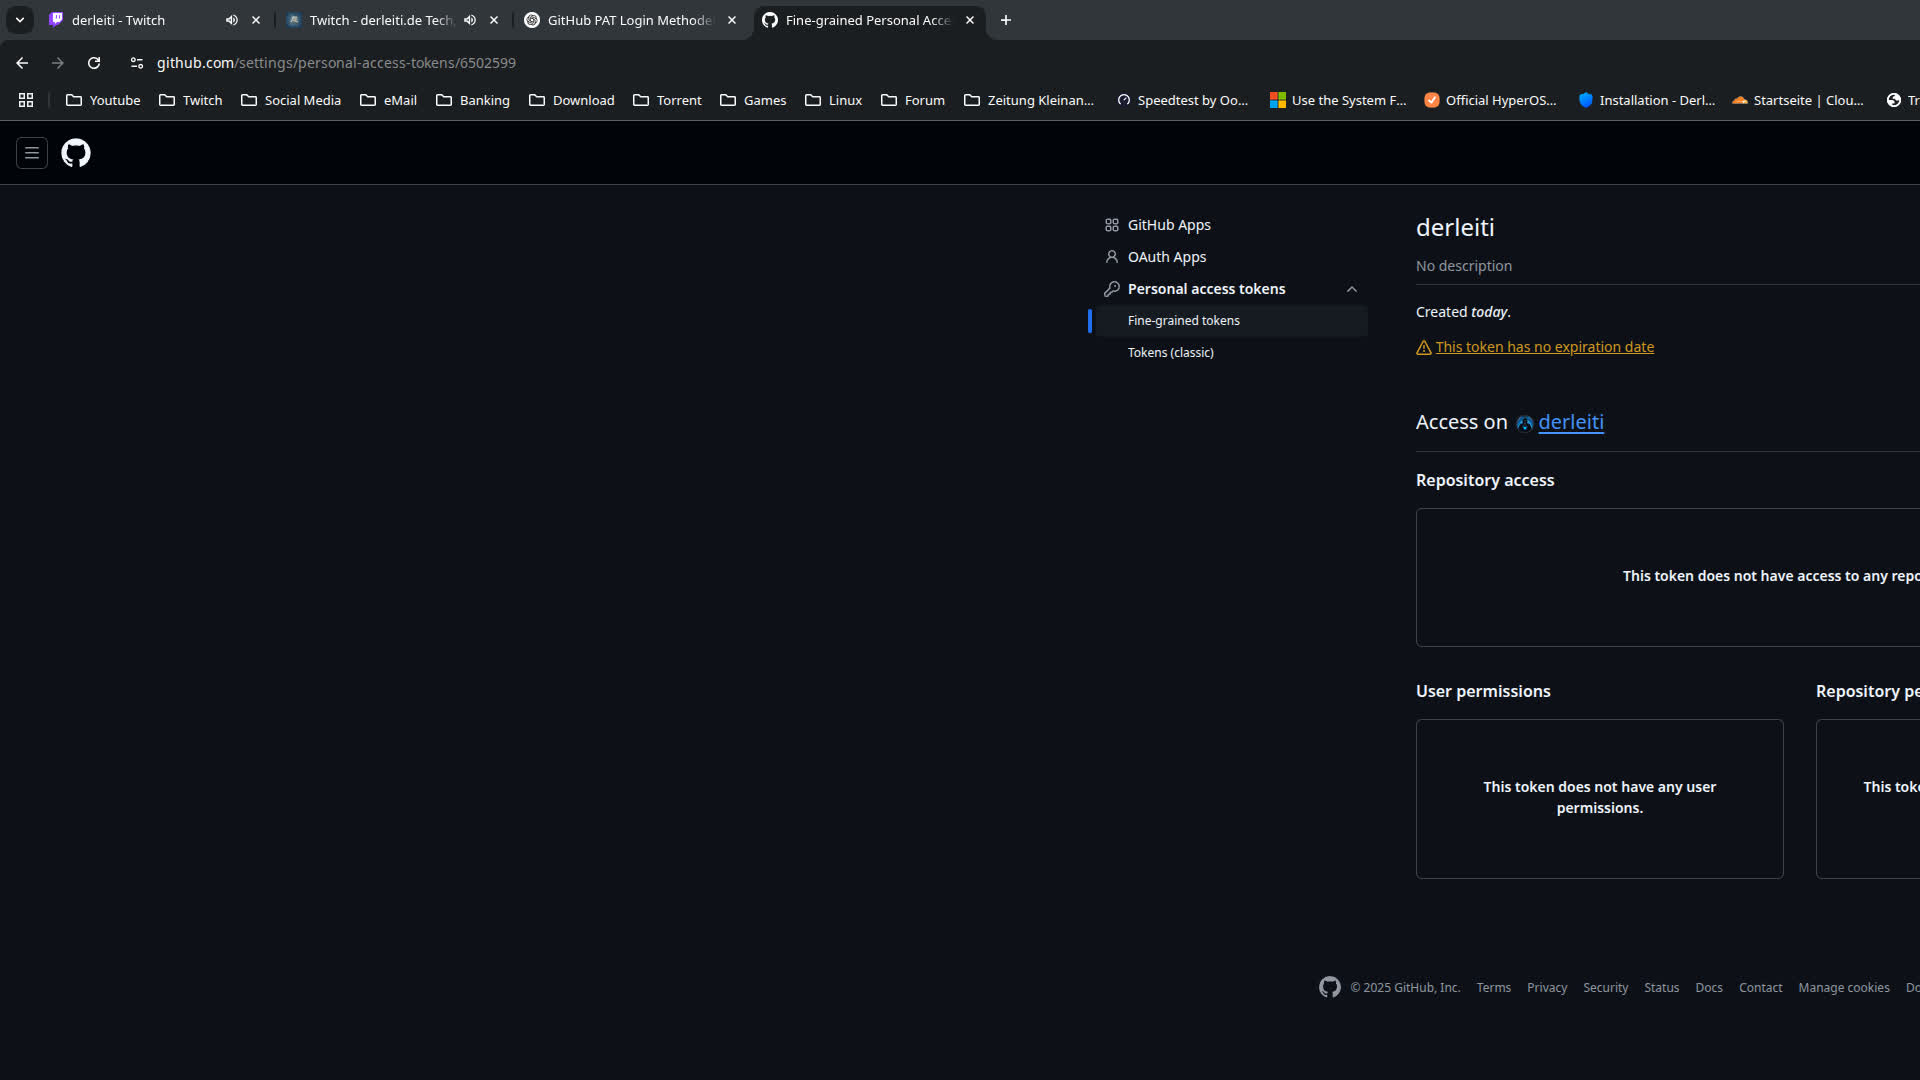 derleiti - Twitch
Twitch - derleiti.de Tech
GitHub PAT Login Methode
Fine-grained Personal Acce
github.com/settings/personal-access-tokens/6502599
Youtube
Twitch
Social Media
eMail
Banking
Download
Torrent
Games
Linux
Forum
Zeitung Kleinan...
Speedtest by Oo...
Use the System F...
Official HyperOS...
Installation - Derl...
Startseite | Clou...
Tr
GitHub Apps
OAuth Apps
Personal access tokens
Fine-grained tokens
Tokens (classic)
derleiti
No description
Created today.
This token has no expiration date
Access on derleiti
Repository access
This token does not have access to any repo
User permissions
Repository pe
This token does not have any user
permissions.
This toke
© 2025 GitHub, Inc.
Terms
Privacy
Security
Status
Docs
Contact
Manage cookies
Do